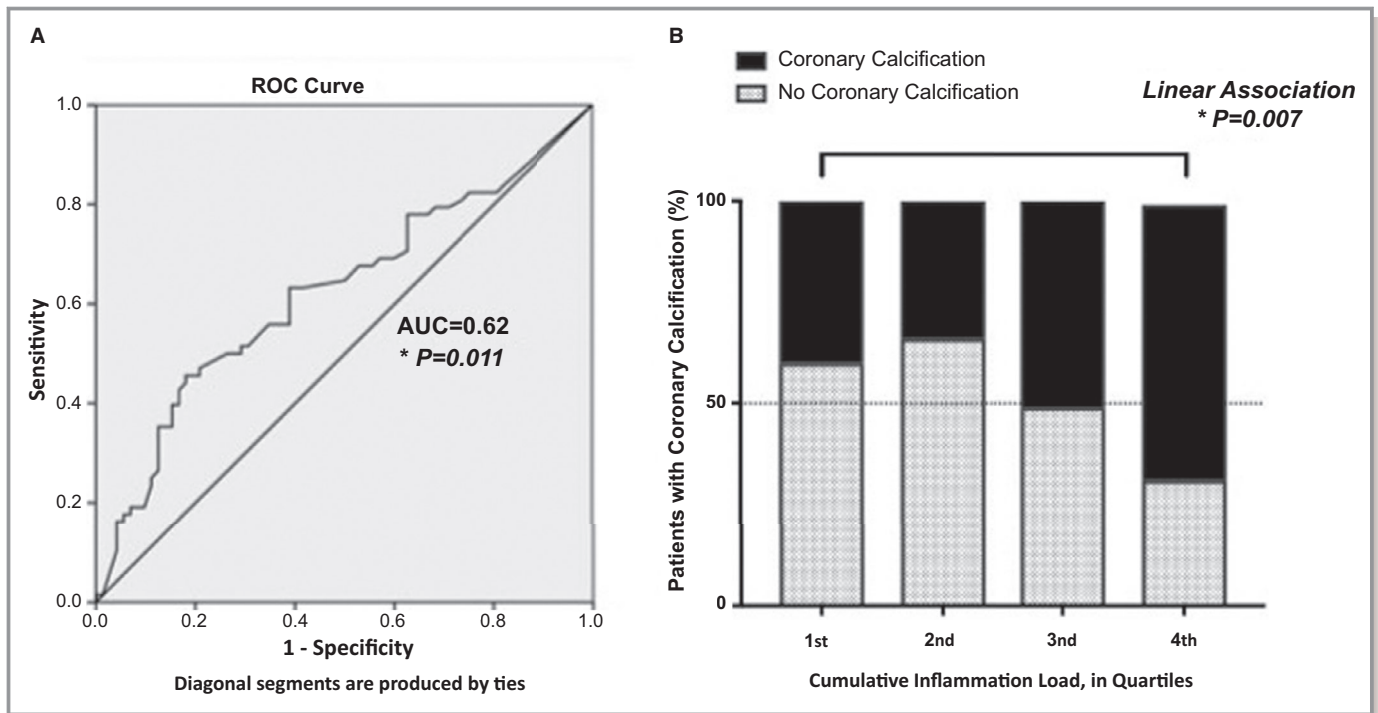 A
ROC Curve
1.0
0.8
0.6
0.4
0.2
0.0
Sensitivity
AUC=0.62
* P=0.011
0.0 0.2 0.4 0.6 0.8 1.0
1 - Specificity
Diagonal segments are produced by ties
B
Coronary Calcification
No Coronary Calcification
Linear Association
* P=0.007
Patients with Coronary Calcification (%)
100
50
0
1st 2nd 3nd 4th
Cumulative Inflammation Load, in Quartiles